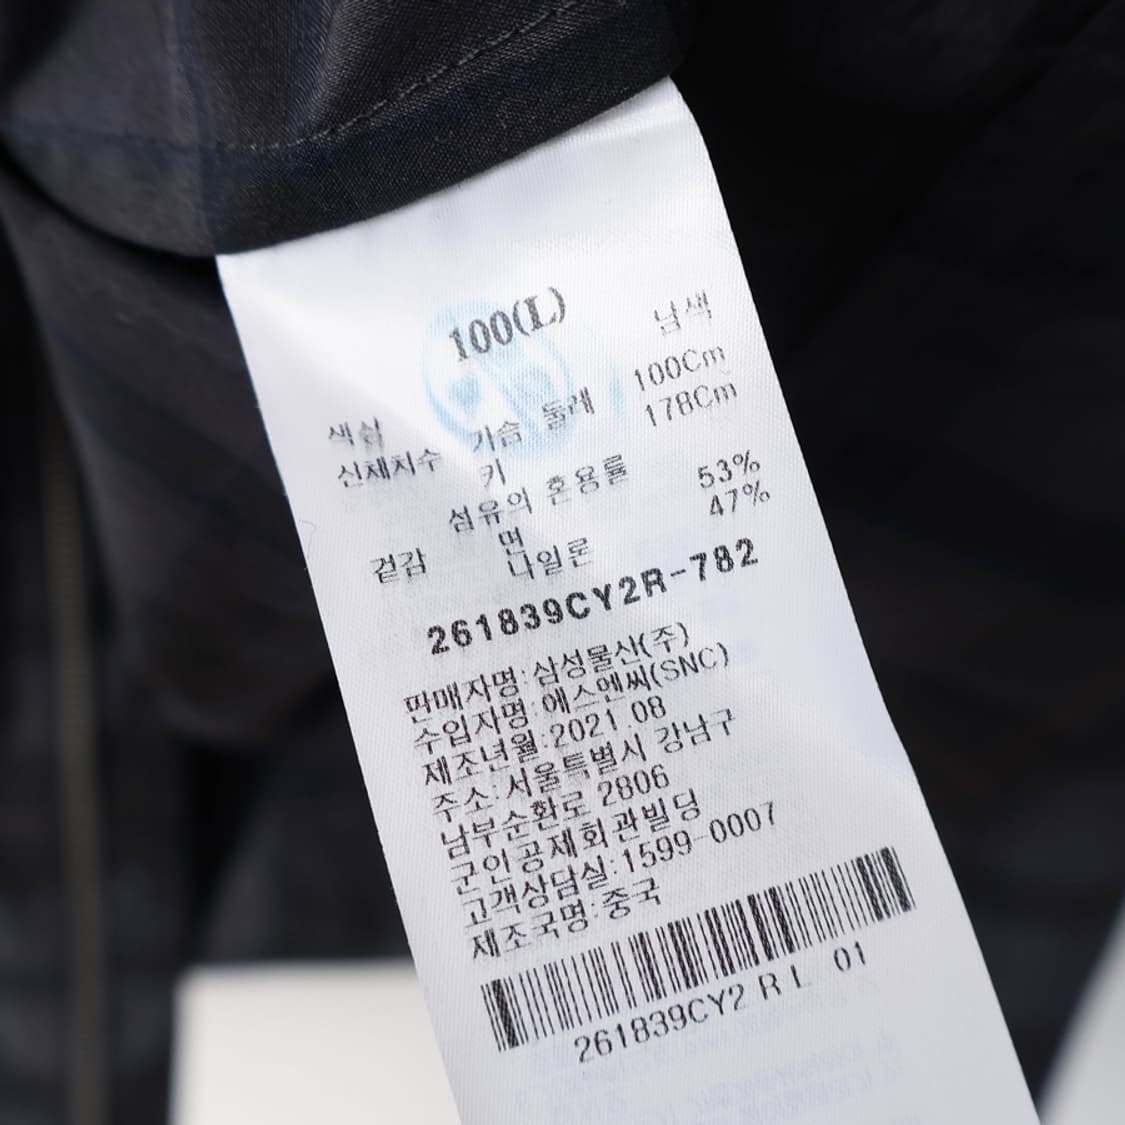 100(L)
색상 남색
신체치수 가슴 둘레 100Cm
키 178Cm
섬유의 혼용률
겉감 면 53%
나일론 47%
261839CY2R-782
판매자명:삼성물산(주)
수입자명:에스엔씨(SNC)
제조년월:2021.08
주소:서울특별시 강남구
남부순환로 2806
군인공제회관빌딩
고객상담실:1599-0007
제조국명:중국
261839CY2 R L 01